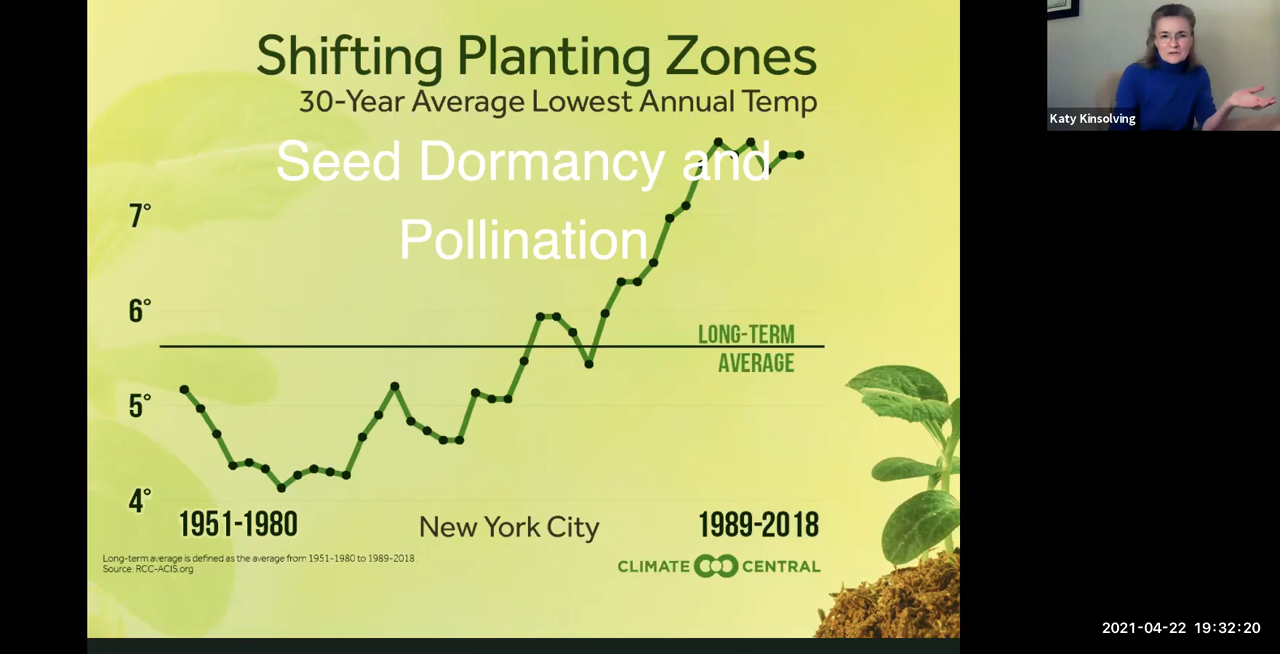 Shifting Planting Zones
30-Year Average Lowest Annual Temp
Seed Dormancy and
Pollination
7°
6°
LONG-TERM
AVERAGE
5°
4°
1951-1980
New York City
1989-2018
Long-term average is defined as the average from 1951-1980 to 1989-2018.
Source: RCC-ACIS.org
CLIMATE CENTRAL
Katy Kinsolving
2021-04-22 19:32:20